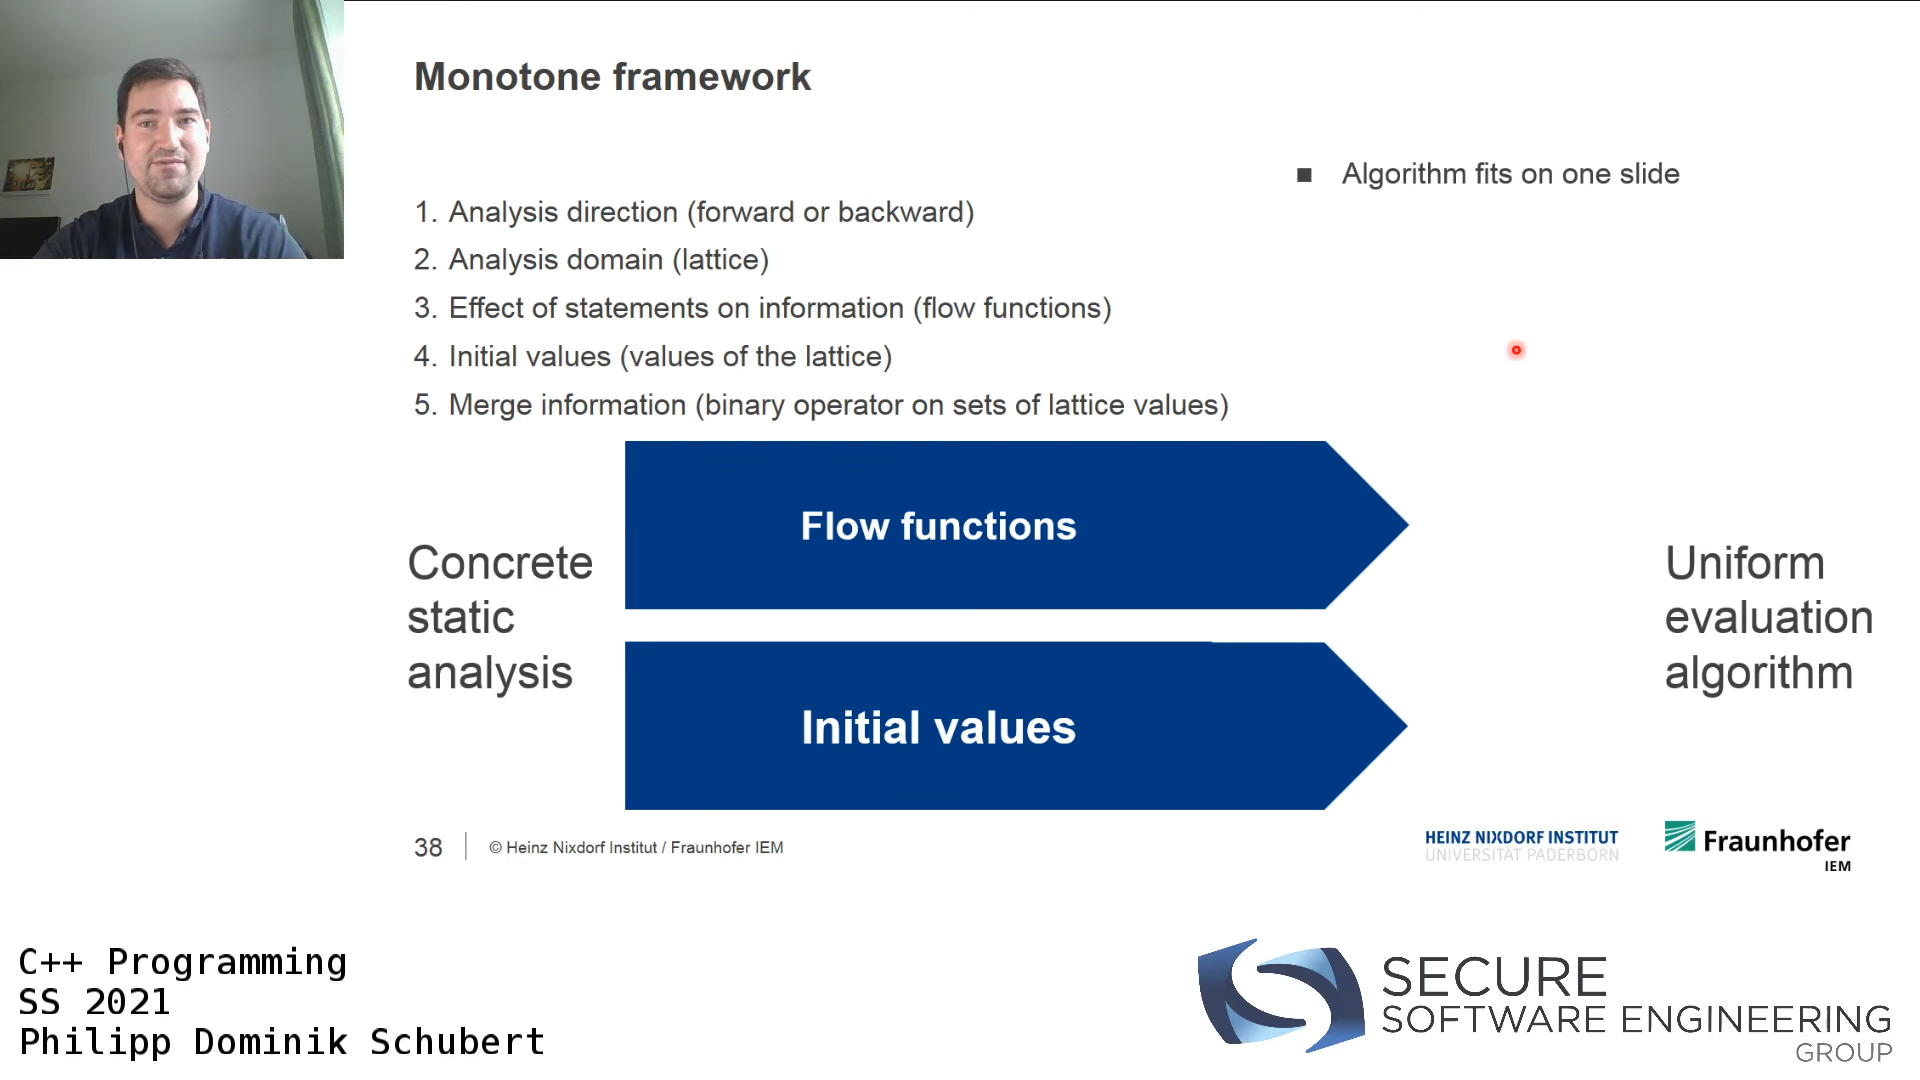 Monotone framework
■ Algorithm fits on one slide
1. Analysis direction (forward or backward)
2. Analysis domain (lattice)
3. Effect of statements on information (flow functions)
4. Initial values (values of the lattice)
5. Merge information (binary operator on sets of lattice values)
Concrete
static
analysis
Flow functions
Initial values
Uniform
evaluation
algorithm
38
© Heinz Nixdorf Institut / Fraunhofer IEM
HEINZ NIXDORF INSTITUT
UNIVERSITÄT PADERBORN
Fraunhofer
IEM
C++ Programming
SS 2021
Philipp Dominik Schubert
SECURE
SOFTWARE ENGINEERING
GROUP